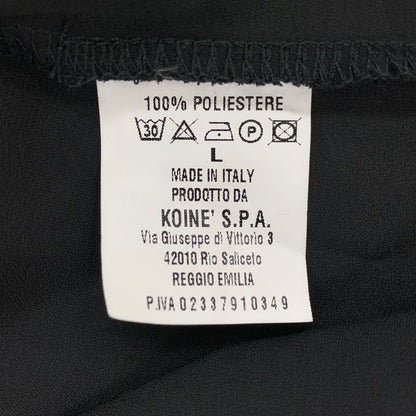 100% POLIESTERE
30 P
L
MADE IN ITALY
PRODOTTO DA
KOINE' S.P.A.
Via Giuseppe di Vittorio 3
42010 Rio Saliceto
REGGIO EMILIA
P.IVA 02337910349